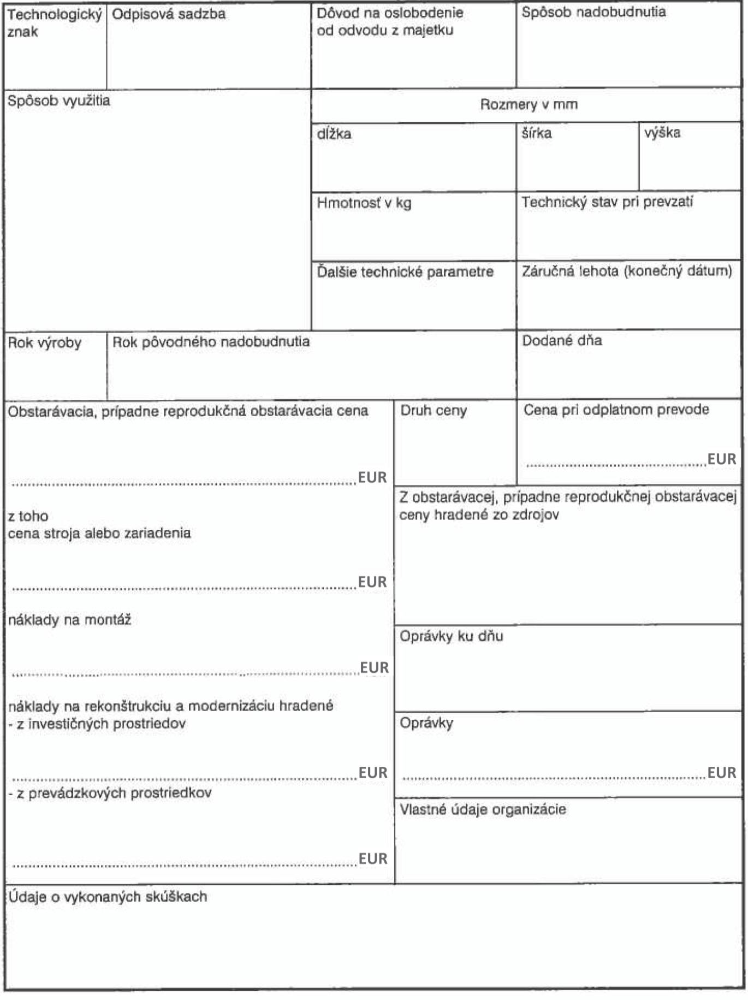 Technologický
znak
Odpisová sadzba
Dôvod na oslobodenie
od odvodu z majetku
Spôsob nadobudnutia
Spôsob využitia
Rozmery v mm
dĺžka
šírka
výška
Hmotnosť v kg
Technický stav pri prevzatí
Ďalšie technické parametre
Záručná lehota (konečný dátum)
Rok výroby
Rok pôvodného nadobudnutia
Dodané dňa
Obstarávacia, prípadne reprodukčná obstarávacia cena
EUR
Druh ceny
Cena pri odplatnom prevode
EUR
z toho
cena stroja alebo zariadenia
EUR
Z obstarávacej, prípadne reprodukčnej obstarávacej
ceny hradené zo zdrojov
náklady na montáž
EUR
Oprávky ku dňu
náklady na rekonštrukciu a modernizáciu hradené
- z investičných prostriedov
EUR
Oprávky
EUR
- z prevádzkových prostriedkov
EUR
Vlastné údaje organizácie
Údaje o vykonaných skúškach